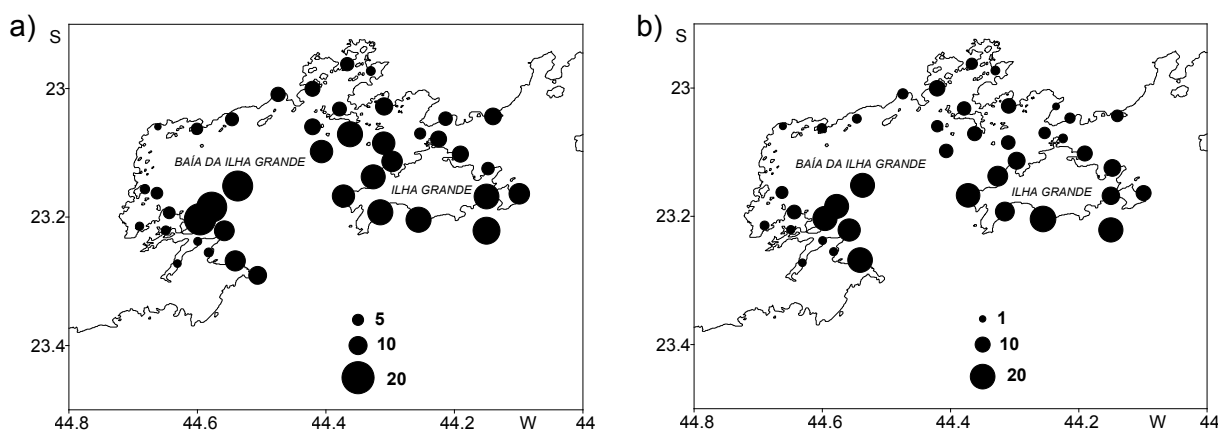 a)
S
23
23.2
23.4
BAÍA DA ILHA GRANDE
ILHA GRANDE
5
10
20
44.8 44.6 44.4 44.2 W 44
b)
S
23
23.2
23.4
BAÍA DA ILHA GRANDE
ILHA GRANDE
1
10
20
44.8 44.6 44.4 44.2 W 44